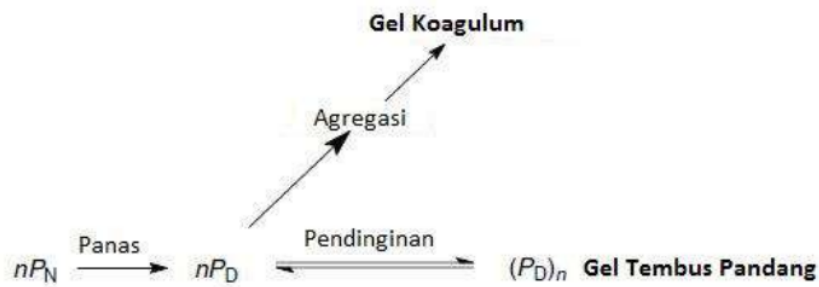 Gel Koagulum
Agregasi
Panas
Pendinginan
nPN
nPD
(PD)n Gel Tembus Pandang